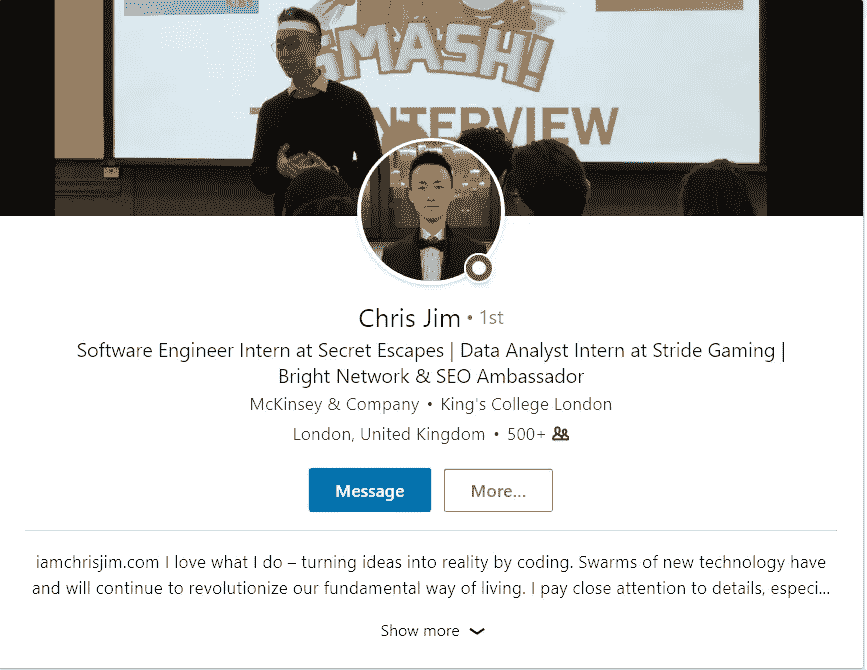 SMASH!
INTERVIEW
Chris Jim • 1st
Software Engineer Intern at Secret Escapes | Data Analyst Intern at Stride Gaming |
Bright Network & SEO Ambassador
McKinsey & Company • King's College London
London, United Kingdom • 500+
Message More...
iamchrisjim.com I love what I do – turning ideas into reality by coding. Swarms of new technology have
and will continue to revolutionize our fundamental way of living. I pay close attention to details, especi...
Show more